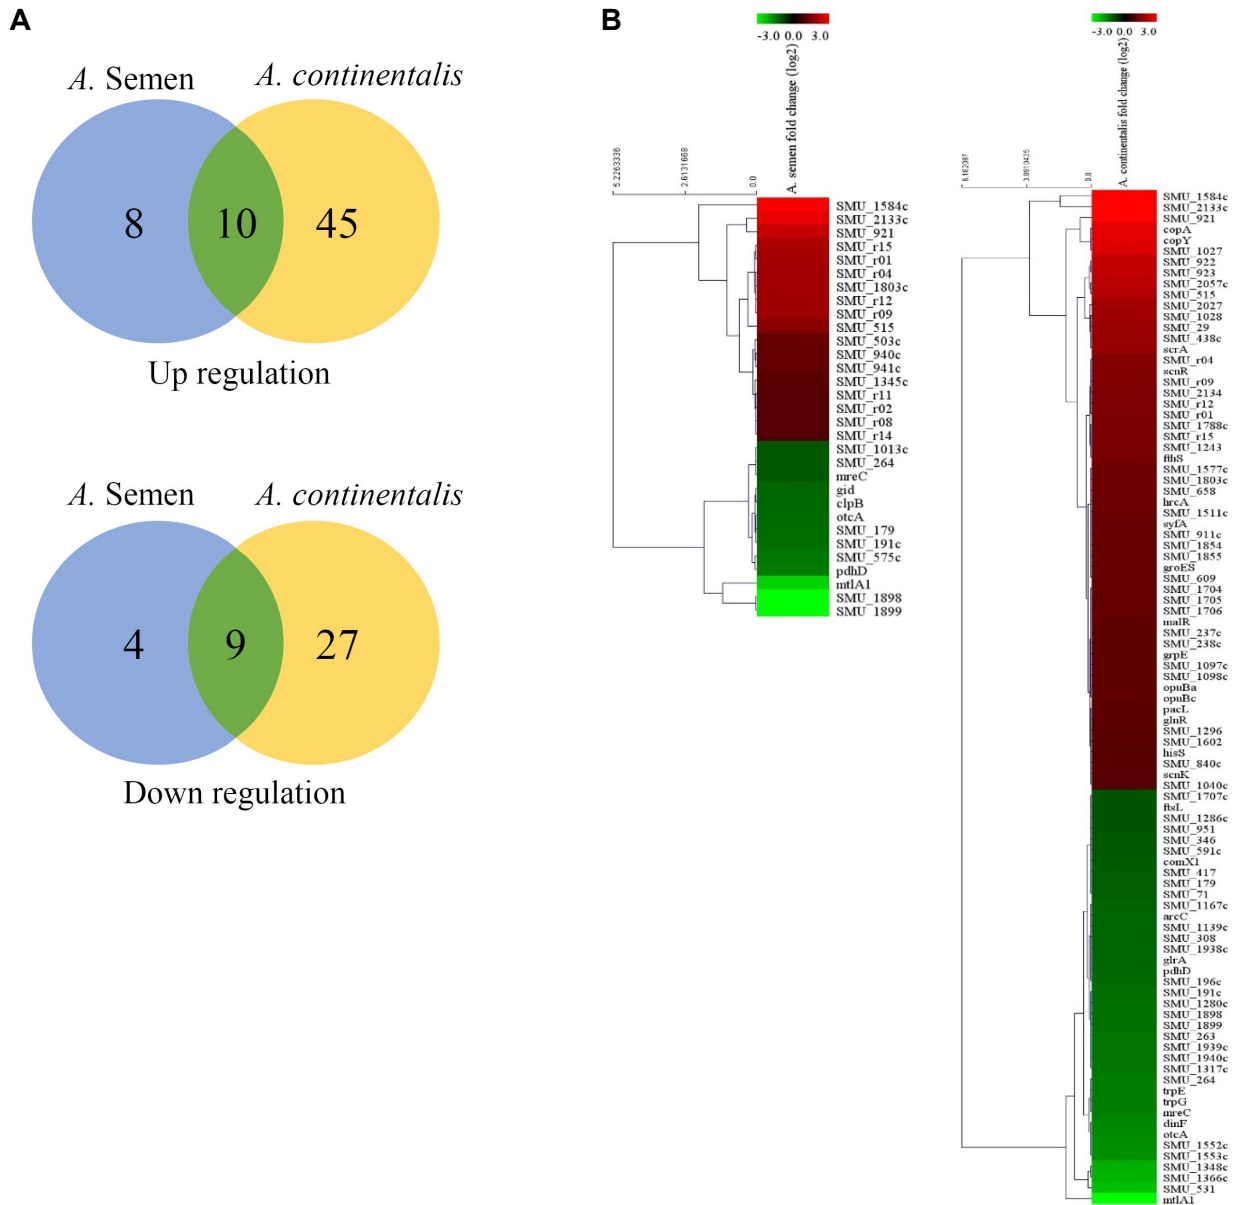 A
A. Semen
A. continentalis
8
10
45
Up regulation
A. Semen
A. continentalis
4
9
27
Down regulation
B
-3.0 0.0 3.0
A. semen fold change (log2)
5.2263336
2.6131668
0.0
SMU_1584c
SMU_2133c
SMU_921
SMU_r15
SMU_r01
SMU_r04
SMU_1803c
SMU_r12
SMU_r09
SMU_515
SMU_503c
SMU_940c
SMU_941c
SMU_1345c
SMU_r11
SMU_r02
SMU_r08
SMU_r14
SMU_1013c
SMU_264
mreC
gid
clpB
otcA
SMU_179
SMU_191c
SMU_575c
pdhD
mtlA1
SMU_1898
SMU_1899
-3.0 0.0 3.0
A. continentalis fold change (log2)
0.0
SMU_1584c
SMU_2133c
SMU_921
copA
copY
SMU_1027
SMU_922
SMU_923
SMU_2057c
SMU_515
SMU_2027
SMU_1028
SMU_29
SMU_438c
scrA
SMU_r04
scnR
SMU_r09
SMU_2134
SMU_r12
SMU_r01
SMU_1788c
SMU_r15
SMU_1243
fthS
SMU_1577c
SMU_1803c
SMU_658
hrcA
SMU_1511c
syfA
SMU_911c
SMU_1854
SMU_1855
groES
SMU_609
SMU_1704
SMU_1705
SMU_1706
malR
SMU_237c
SMU_238c
grpE
SMU_1097c
SMU_1098c
opuBa
opuBc
pacL
glnR
SMU_1296
SMU_1602
hisS
SMU_840c
scnK
SMU_1040c
SMU_1707c
ftsL
SMU_1286c
SMU_951
SMU_346
SMU_591c
comX1
SMU_417
SMU_179
SMU_71
SMU_1167c
arcC
SMU_1139c
SMU_308
SMU_1938c
glrA
pdhD
SMU_196c
SMU_191c
SMU_1280c
SMU_1898
SMU_1899
SMU_263
SMU_1939c
SMU_1940c
SMU_1317c
SMU_264
trpE
trpG
mreC
dinF
otcA
SMU_1552c
SMU_1553c
SMU_1348c
SMU_1366c
SMU_531
mtlA1